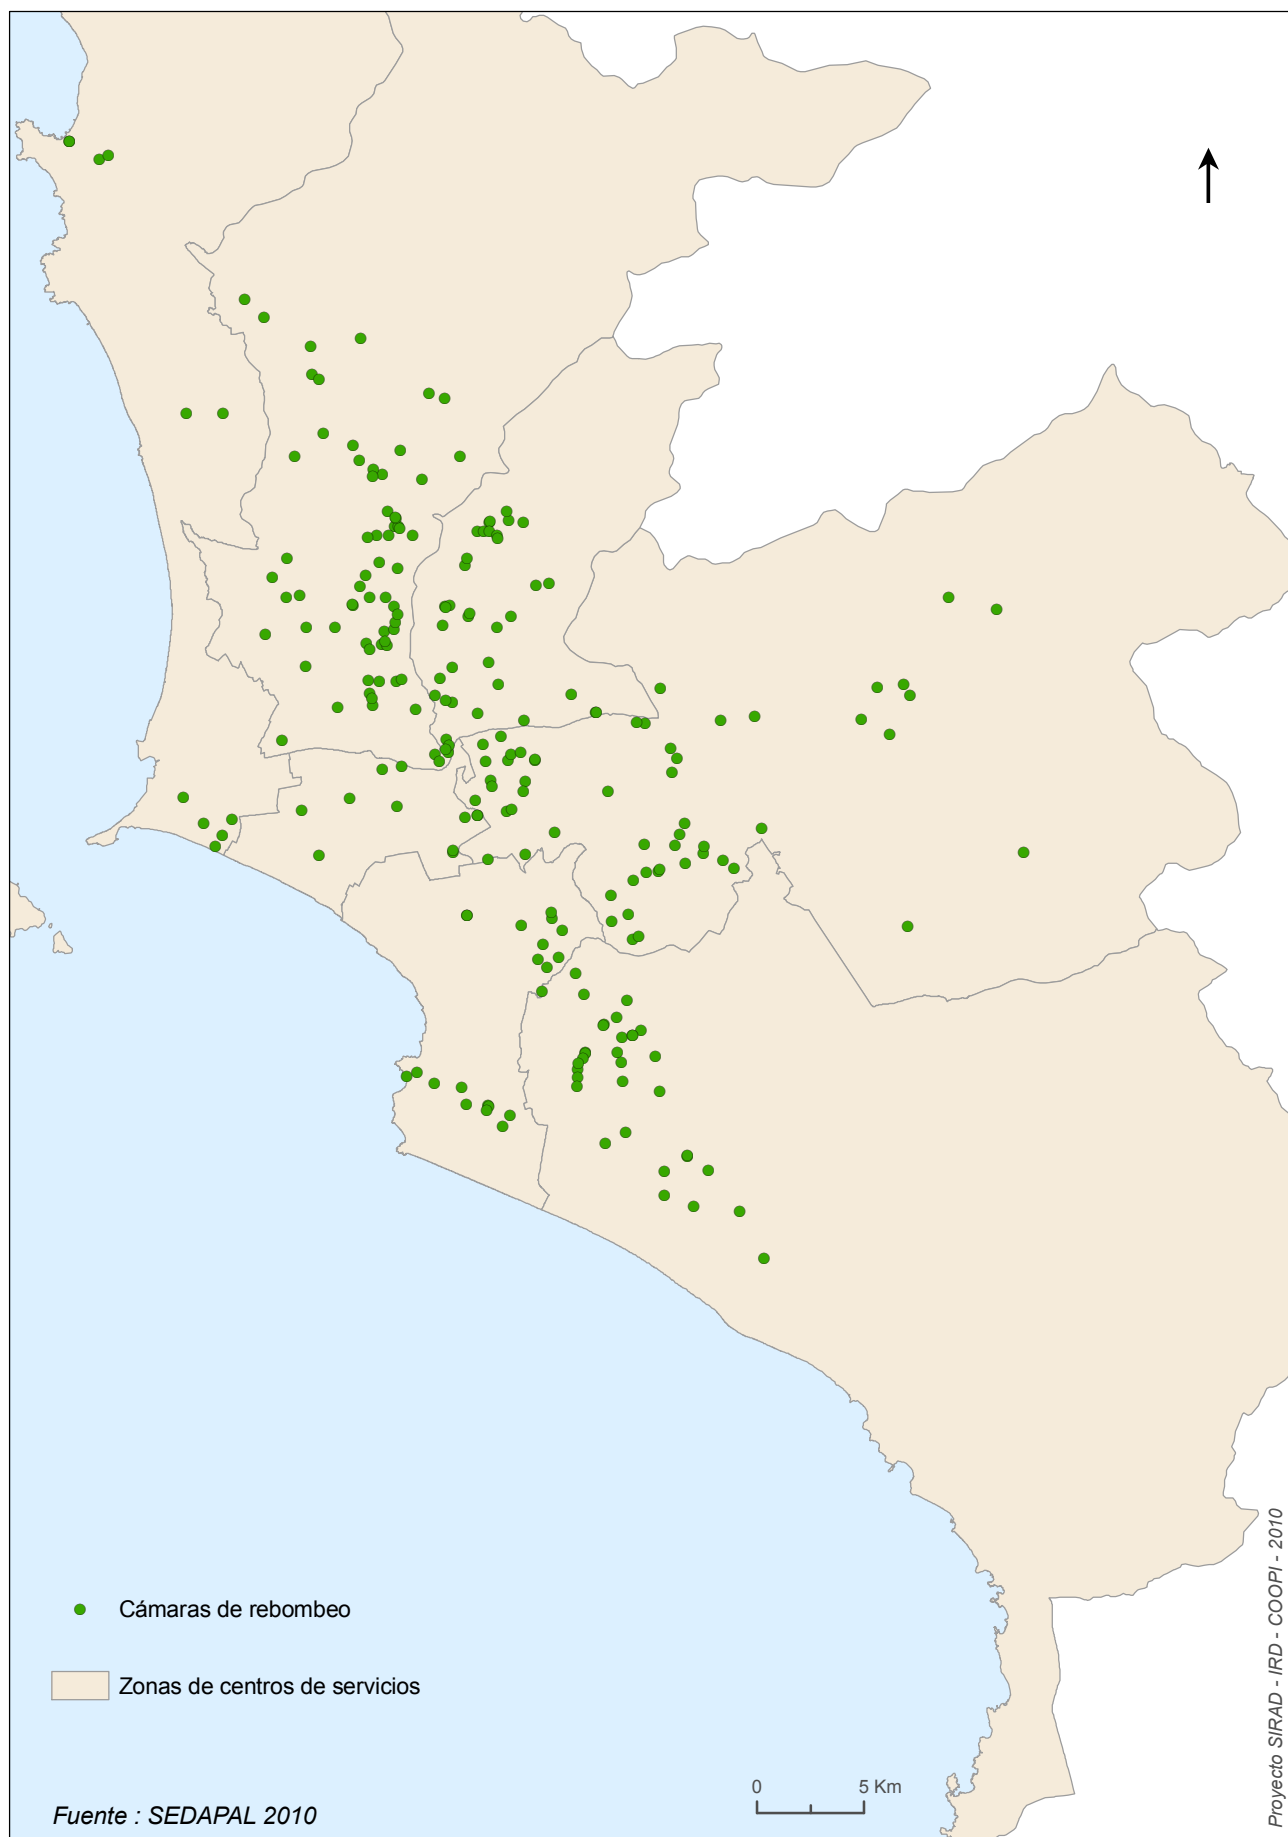 Cámaras de rebombeo
Zonas de centros de servicios
0 5 Km
Fuente : SEDAPAL 2010
Proyecto SIRAD - IRD - COOPI - 2010